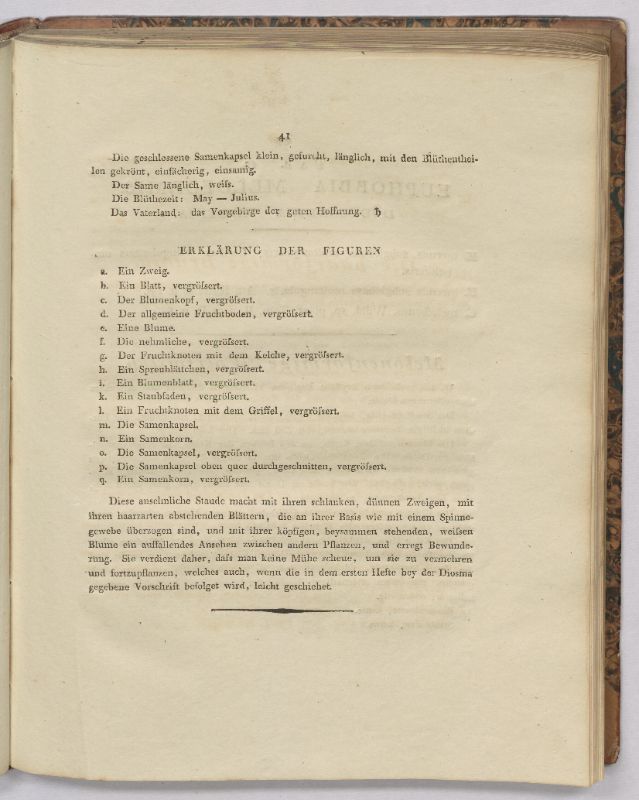 41
Die geschlossene Samenkapsel klein, gefurcht, länglich, mit den Blüthenthei-
len gekrönt, einfächerig, einsamig.
Der Same länglich, weiſs.
Die Blüthezeit: May — Julius.
Das Vaterland: das Vorgebirge der guten Hoffnung. ♄
ERKLÄRUNG DER FIGUREN
a. Ein Zweig.
b. Ein Blatt, vergröſsert.
c. Der Blumenkopf, vergröſsert.
d. Der allgemeine Fruchtboden, vergröſsert.
e. Eine Blume.
f. Die nehmliche, vergröſsert.
g. Der Fruchtknoten mit dem Kelche, vergröſsert.
h. Ein Spreublättchen, vergröſsert.
i. Ein Blumenblatt, vergröſsert.
k. Ein Staubfaden, vergröſsert.
l. Ein Fruchtknoten mit dem Griffel, vergröſsert.
m. Die Samenkapsel.
n. Ein Samenkorn.
o. Die Samenkapsel, vergröſsert.
p. Die Samenkapsel oben quer durchgeschnitten, vergröſsert.
q. Ein Samenkorn, vergröſsert.
Diese ansehnliche Staude macht mit ihren schlanken, dünnen Zweigen, mit
ihren haarzarten abstehenden Blättern, die an ihrer Basis wie mit einem Spinne-
gewebe überzogen sind, und mit ihrer köpfigen, beysammen stehenden, weiſsen
Blume ein auffallendes Ansehen zwischen andern Pflanzen, und erregt Bewunde-
rung. Sie verdient daher, daſs man keine Mühe scheue, um sie zu vermehren
und fortzupflanzen, welches auch, wenn die in dem ersten Hefte bey der Diosma
gegebene Vorschrift befolget wird, leicht geschiehet.